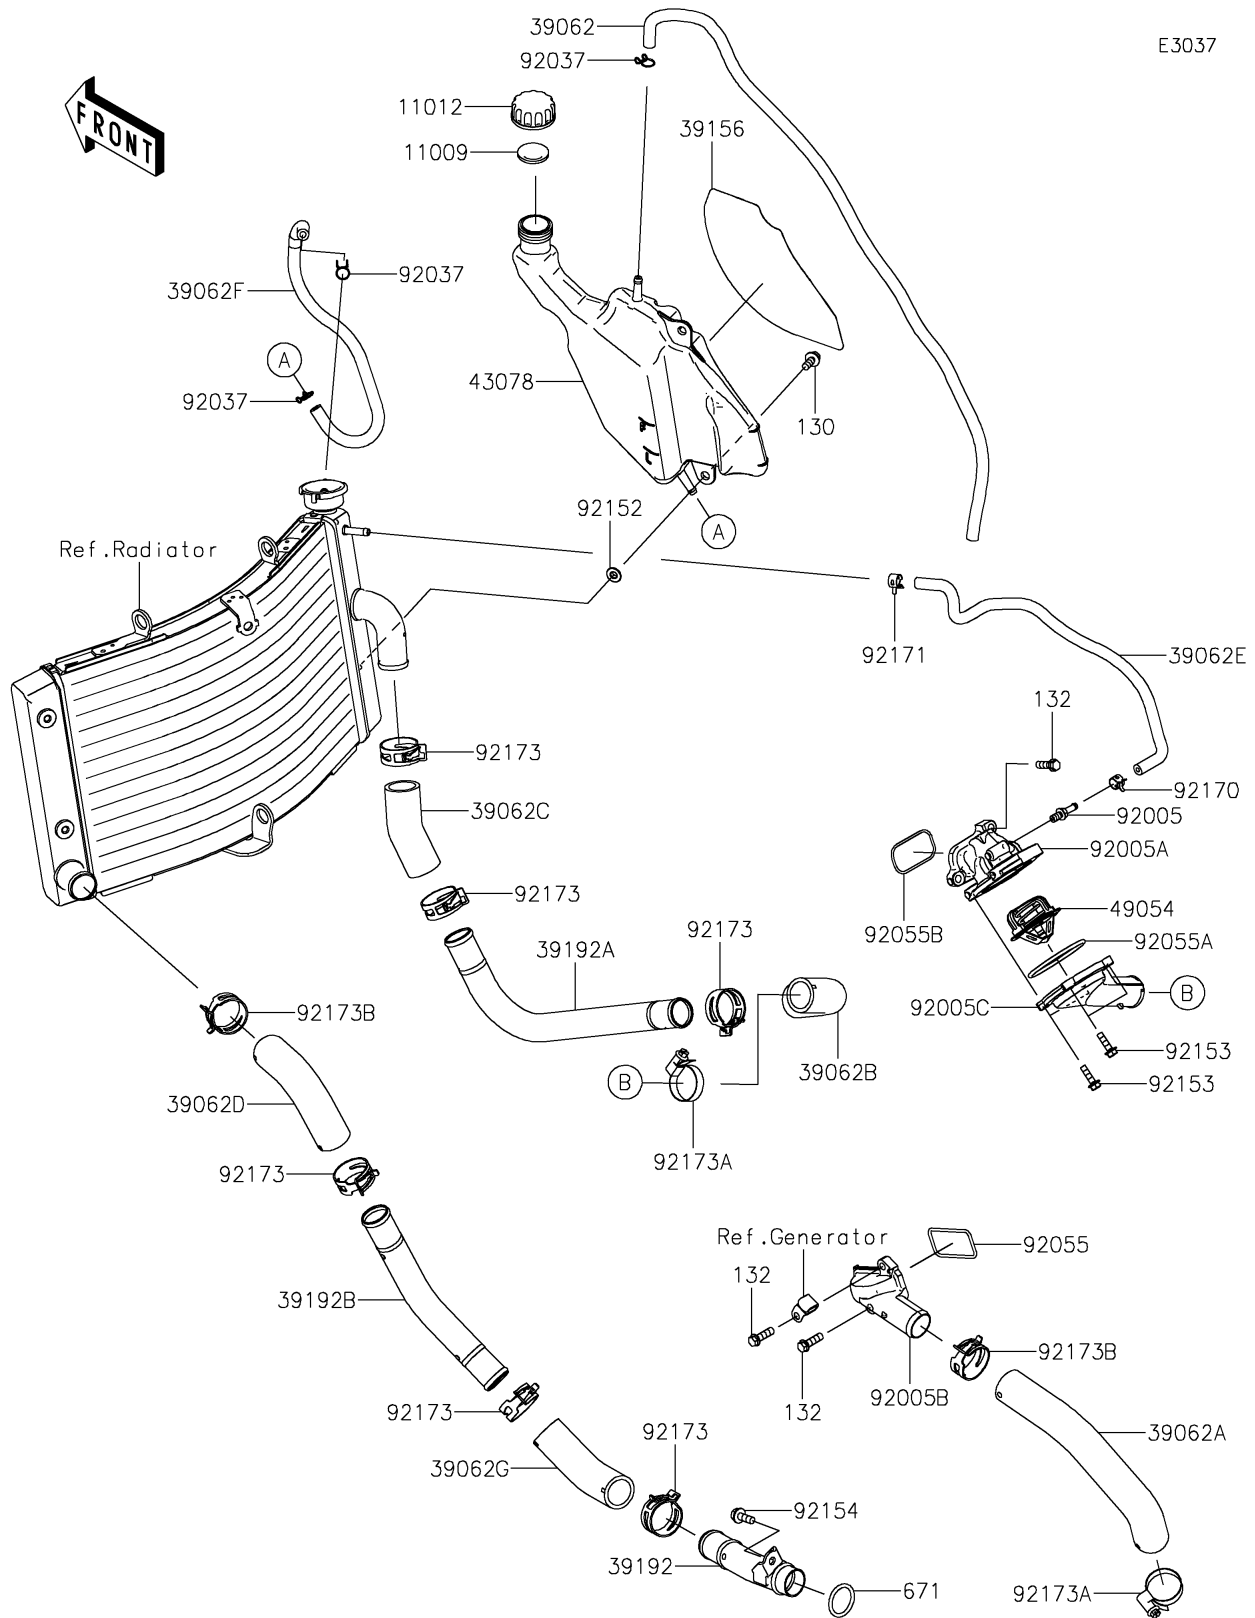 39062
E3037
92037
FRONT
11012
39156
11009
92037
39062F
A
43078
92037
130
92152
A
Ref.Radiator
92171
39062E
132
92173
92170
39062C
92005
92005A
92173
49054
92173
92055B
92055A
39192A
92005C
B
92173B
92153
39062B
B
92153
39062D
92173A
92173
Ref.Generator
92055
132
39192B
92173B
92005B
132
92173
92173
39062A
39062G
92154
39192
671
92173A